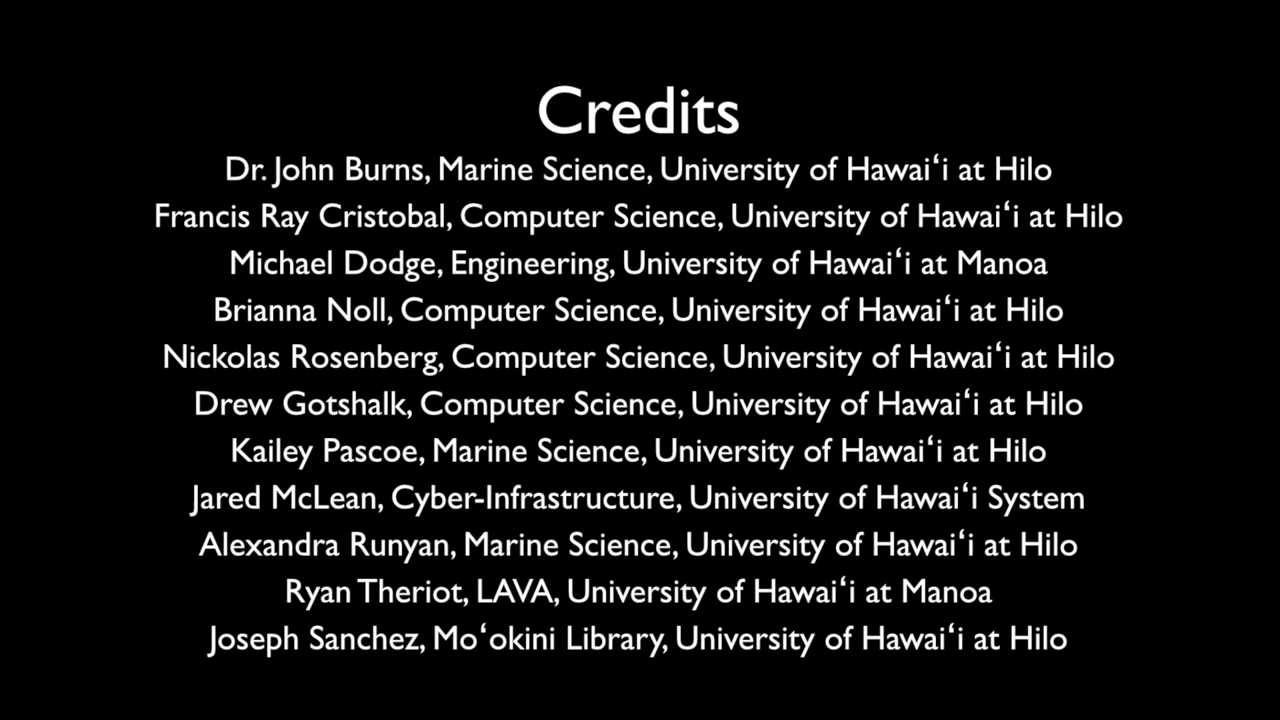 Credits
Dr. John Burns, Marine Science, University of Hawaiʻi at Hilo
Francis Ray Cristobal, Computer Science, University of Hawaiʻi at Hilo
Michael Dodge, Engineering, University of Hawaiʻi at Manoa
Brianna Noll, Computer Science, University of Hawaiʻi at Hilo
Nickolas Rosenberg, Computer Science, University of Hawaiʻi at Hilo
Drew Gotshalk, Computer Science, University of Hawaiʻi at Hilo
Kailey Pascoe, Marine Science, University of Hawaiʻi at Hilo
Jared McLean, Cyber-Infrastructure, University of Hawaiʻi System
Alexandra Runyan, Marine Science, University of Hawaiʻi at Hilo
Ryan Theriot, LAVA, University of Hawaiʻi at Manoa
Joseph Sanchez, Moʻokini Library, University of Hawaiʻi at Hilo